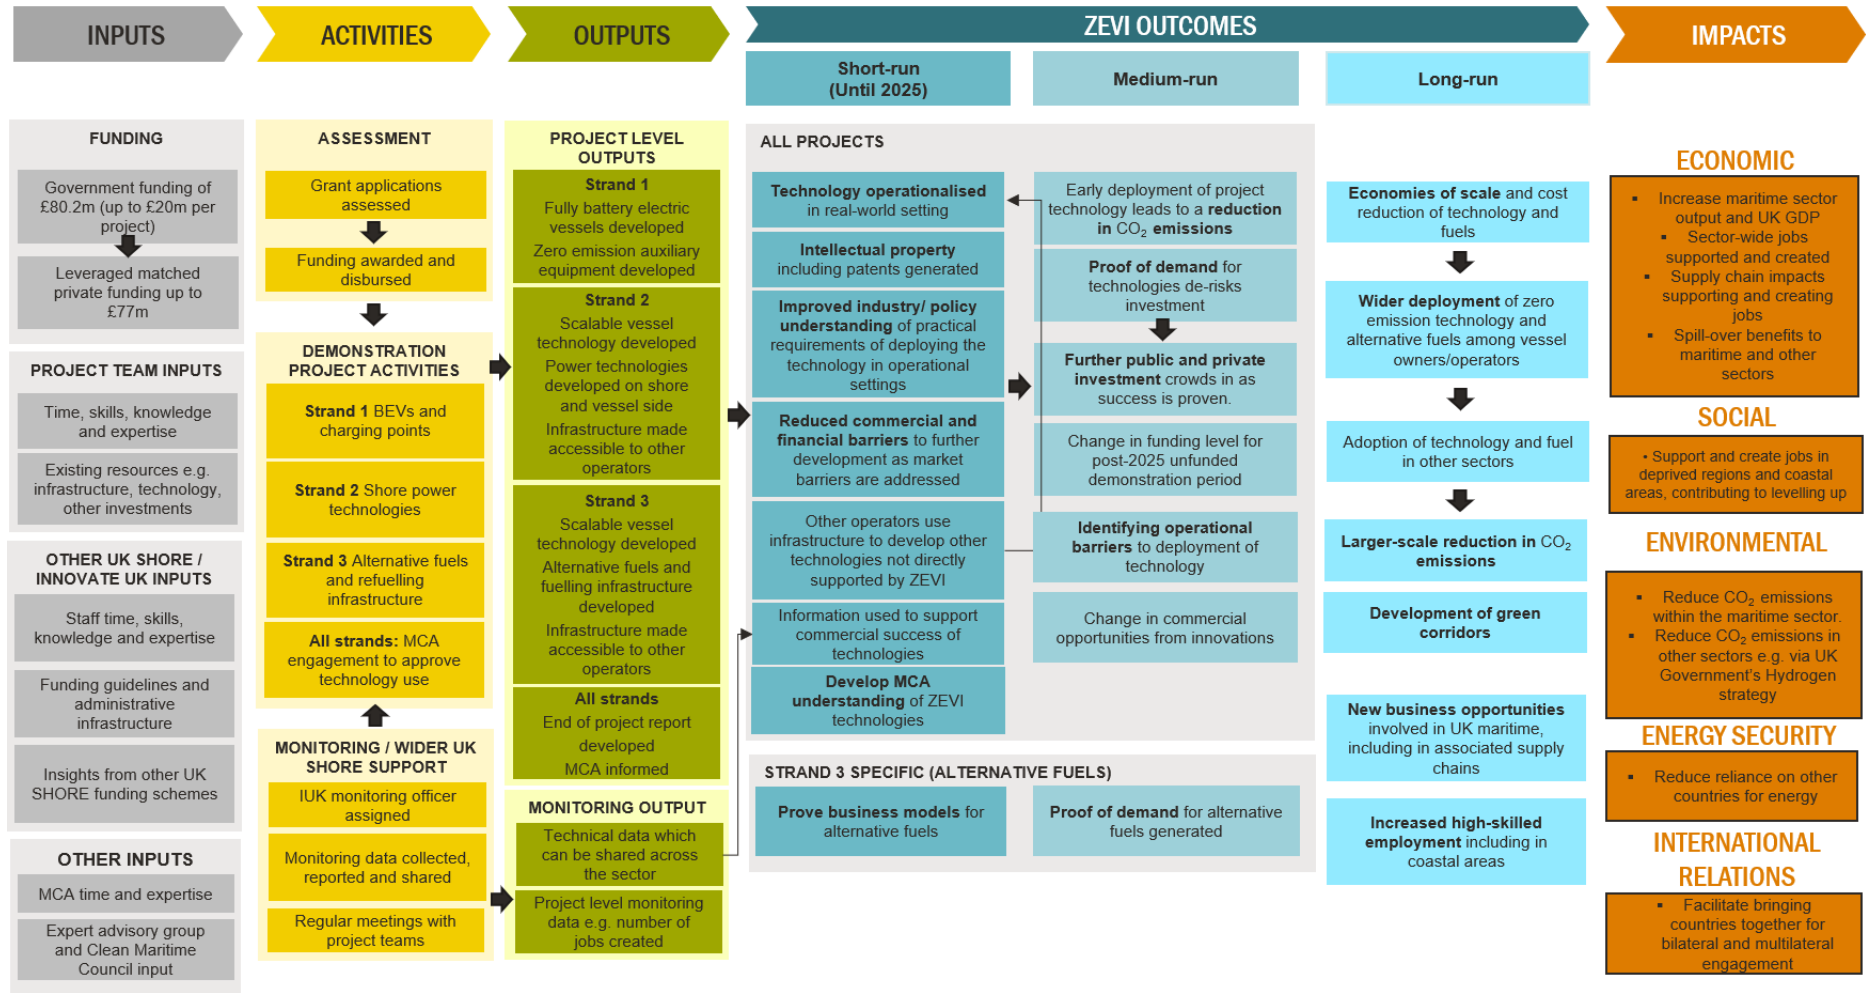 INPUTS
ACTIVITIES
OUTPUTS
ZEVI OUTCOMES
IMPACTS
Short-run
(Until 2025)
Medium-run
Long-run
FUNDING
Government funding of
£80.2m (up to £20m per
project)
Leveraged matched
private funding up to
£77m
PROJECT TEAM INPUTS
Time, skills, knowledge
and expertise
Existing resources e.g.
infrastructure, technology,
other investments
OTHER UK SHORE /
INNOVATE UK INPUTS
Staff time, skills,
knowledge and expertise
Funding guidelines and
administrative
infrastructure
Insights from other UK
SHORE funding schemes
OTHER INPUTS
MCA time and expertise
Expert advisory group
and Clean Maritime
Council input
ASSESSMENT
Grant applications
assessed
Funding awarded and
disbursed
DEMONSTRATION
PROJECT ACTIVITIES
Strand 1 BEVs and
charging points
Strand 2 Shore power
technologies
Strand 3 Alternative fuels
and refuelling
infrastructure
All strands: MCA
engagement to approve
technology use
MONITORING / WIDER UK
SHORE SUPPORT
IUK monitoring officer
assigned
Monitoring data collected,
reported and shared
Regular meetings with
project teams
PROJECT LEVEL
OUTPUTS
Strand 1
Fully battery electric
vessels developed
Zero emission auxiliary
equipment developed
Strand 2
Scalable vessel
technology developed
Power technologies
developed on shore
and vessel side
Infrastructure made
accessible to other
operators
Strand 3
Scalable vessel
technology developed
Alternative fuels and
fuelling infrastructure
developed
Infrastructure made
accessible to other
operators
All strands
End of project report
developed
MCA informed
MONITORING OUTPUT
Technical data which
can be shared across
the sector
Project level monitoring
data e.g. number of
jobs created
ALL PROJECTS
Technology operationalised
in real-world setting
Intellectual property
including patents generated
Improved industry/ policy
understanding of practical
requirements of deploying the
technology in operational
settings
Reduced commercial and
financial barriers to further
development as market
barriers are addressed
Other operators use
infrastructure to develop other
technologies not directly
supported by ZEVI
Information used to support
commercial success of
technologies
Develop MCA
understanding of ZEVI
technologies
Early deployment of project
technology leads to a reduction
in CO2 emissions
Proof of demand for
technologies de-risks
investment
Further public and private
investment crowds in as
success is proven.
Change in funding level for
post-2025 unfunded
demonstration period
Identifying operational
barriers to deployment of
technology
Change in commercial
opportunities from innovations
STRAND 3 SPECIFIC (ALTERNATIVE FUELS)
Prove business models for
alternative fuels
Proof of demand for alternative
fuels generated
Economies of scale and cost
reduction of technology and
fuels
Wider deployment of zero
emission technology and
alternative fuels among vessel
owners/operators
Adoption of technology and fuel
in other sectors
Larger-scale reduction in CO2
emissions
Development of green
corridors
New business opportunities
involved in UK maritime,
including in associated supply
chains
Increased high-skilled
employment including in
coastal areas
ECONOMIC
▪ Increase maritime sector
output and UK GDP
▪ Sector-wide jobs
supported and created
▪ Supply chain impacts
supporting and creating
jobs
▪ Spill-over benefits to
maritime and other
sectors
SOCIAL
• Support and create jobs in
deprived regions and coastal
areas, contributing to levelling up
ENVIRONMENTAL
▪ Reduce CO2 emissions
within the maritime sector.
▪ Reduce CO2 emissions in
other sectors e.g. via UK
Government's Hydrogen
strategy
ENERGY SECURITY
▪ Reduce reliance on other
countries for energy
INTERNATIONAL
RELATIONS
▪ Facilitate bringing
countries together for
bilateral and multilateral
engagement